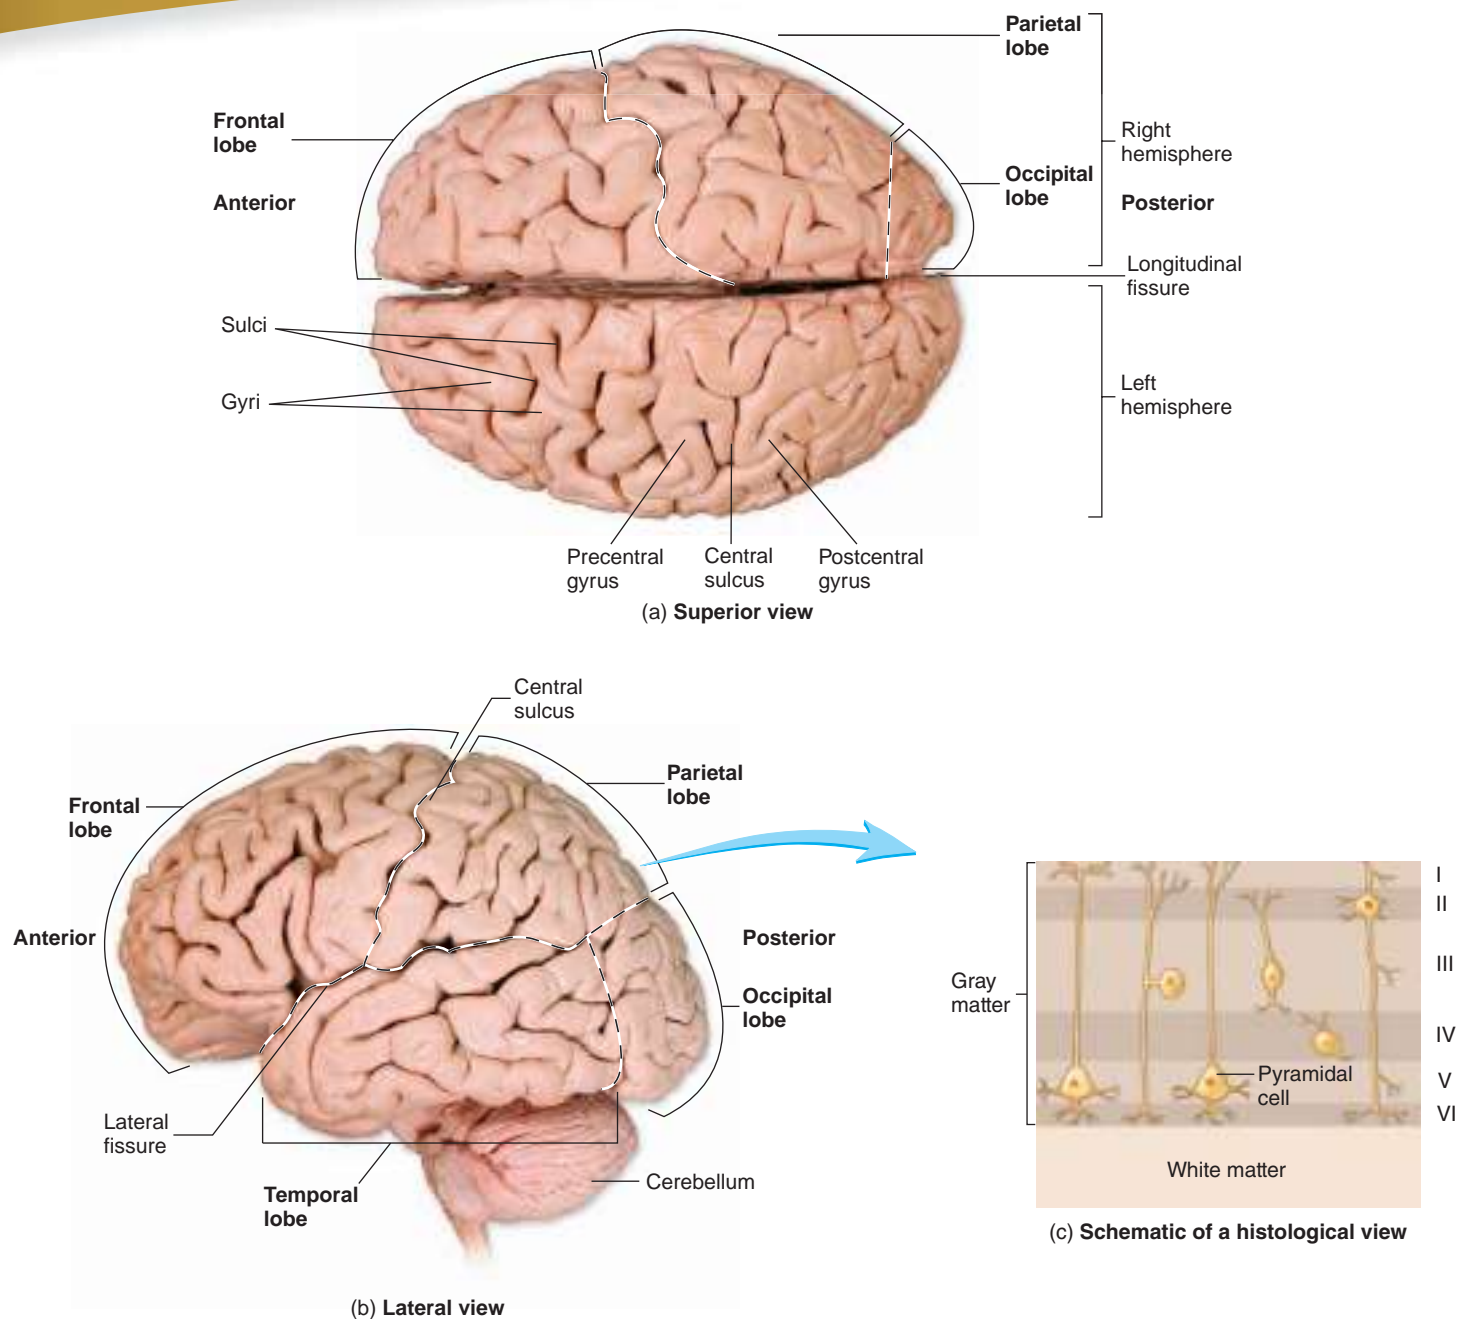 Parietal
lobe
Frontal
lobe
Right
hemisphere
Occipital
lobe
Anterior
Posterior
Longitudinal
fissure
Sulci
Gyri
Left
hemisphere
Precentral
gyrus
Central
sulcus
Postcentral
gyrus
(a) Superior view
Central
sulcus
Parietal
lobe
Frontal
lobe
Anterior
Posterior
Occipital
lobe
Lateral
fissure
Temporal
lobe
Cerebellum
(b) Lateral view
Gray
matter
I
II
III
IV
V
VI
Pyramidal
cell
White matter
(c) Schematic of a histological view